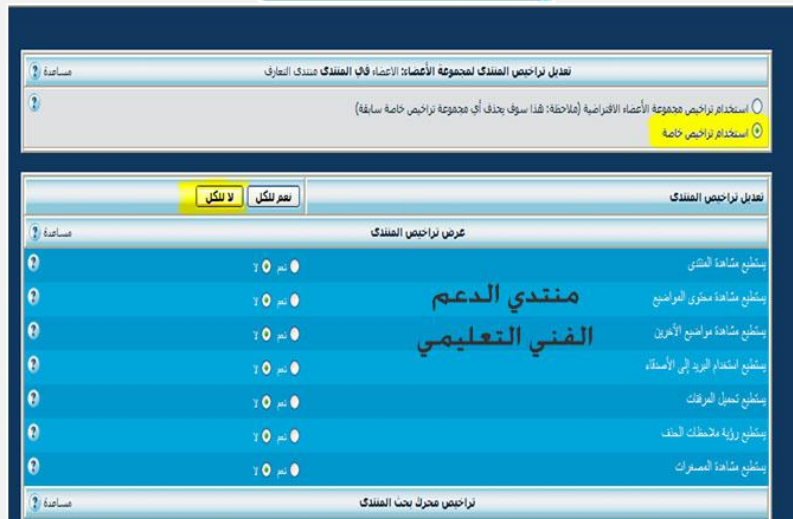 تعديل تراخيص المنتدى لمجموعة الأعضاء: الاعضاء في المنتدى منتدى التعارف
مساعدة
استخدام تراخيص مجموعة الأعضاء الافتراضية (ملاحظة: هذا سوف يحذف أي مجموعة تراخيص خاصة سابقة)
استخدام تراخيص خاصة
تعديل تراخيص المنتدى
نعم للكل لا للكل
عرض تراخيص المنتدى
مساعدة
يستطيع مشاهدة المنتدى نعم لا
يستطيع مشاهدة محتوى المواضيع نعم لا
يستطيع مشاهدة مواضيع الآخرين نعم لا
يستطيع استخدام البريد إلى الأصدقاء نعم لا
يستطيع تحميل المرفقات نعم لا
يستطيع رؤية ملاحظات الحذف نعم لا
يستطيع مشاهدة المصغرات نعم لا
منتدي الدعم
الفني التعليمي
تراخيص محرك بحث المنتدى
مساعدة